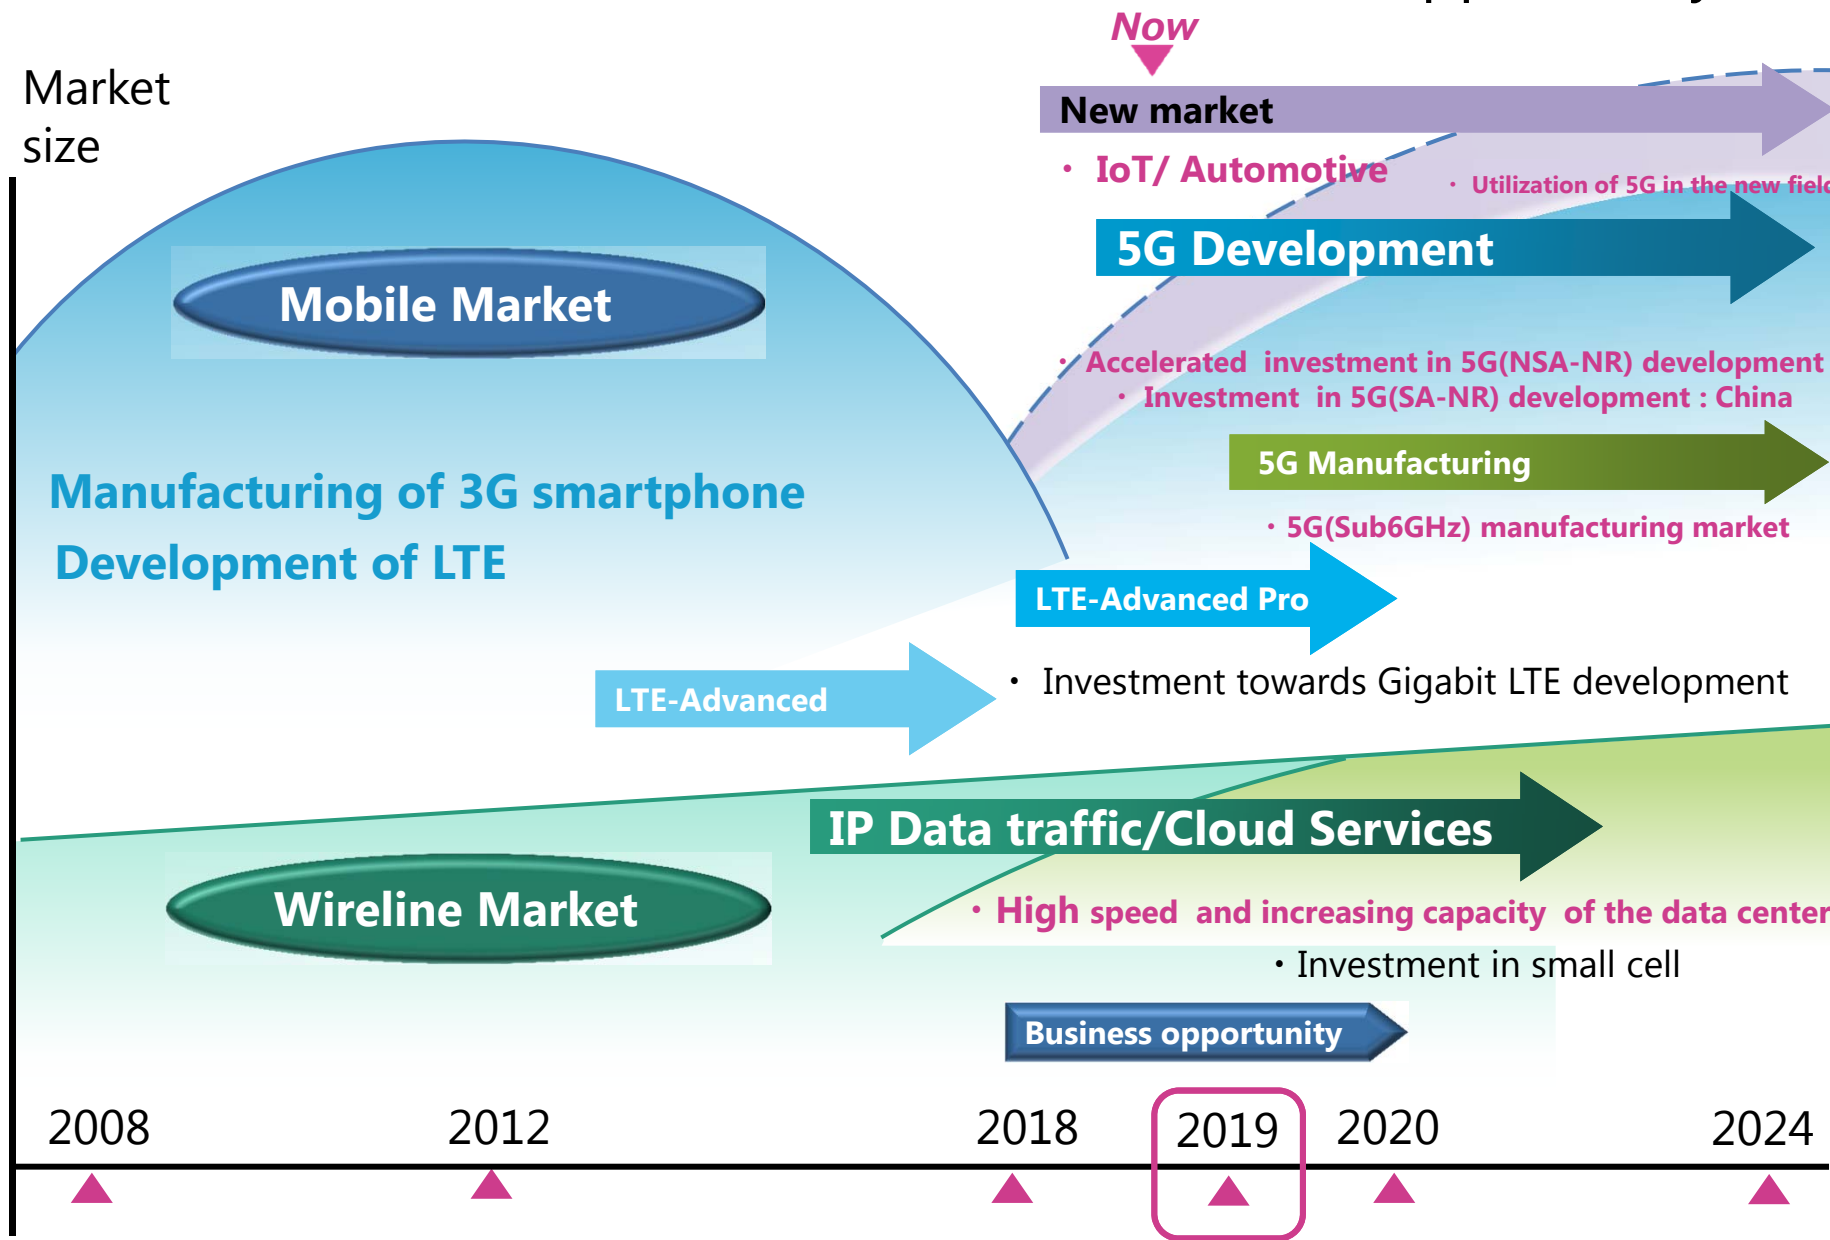 Now
Market
size
New market
・ IoT/ Automotive
・ Utilization of 5G in the new
5G Development
Mobile Market
・ Accelerated investment in 5G(NSA-NR) development
・ Investment in 5G(SA-NR) development : China
5G Manufacturing
・5G(Sub6GHz) manufacturing market
Manufacturing of 3G smartphone
Development of LTE
LTE-Advanced Pro
・ Investment towards Gigabit LTE development
LTE-Advanced
IP Data traffic/Cloud Services
Wireline Market
・High speed and increasing capacity of the data center
・Investment in small cell
Business opportunity
2008
2012
2018
2019
2020
2024